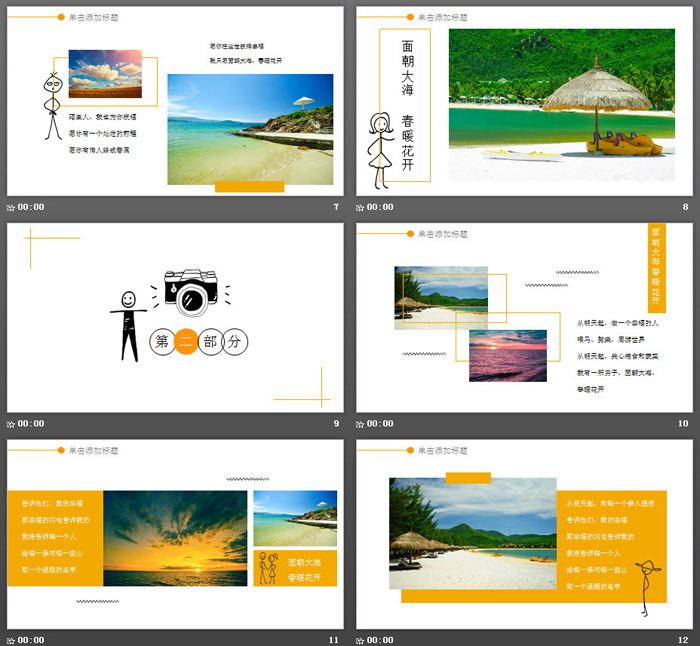 单击添加标题
愿你在尘世获得幸福
我只愿面朝大海，春暖花开
陌生人，我也为你祝福
愿你有一个灿烂的前程
愿你有情人终成眷属
00:00
7
单击添加标题
面朝大海 春暖花开
00:00
8
第二部分
00:00
9
单击添加标题
面朝大海春暖花开
从明天起，做一个幸福的人
喂马，劈柴，周游世界
从明天起，关心粮食和蔬菜
我有一所房子，面朝大海，
春暖花开
00:00
10
单击添加标题
告诉他们，我的幸福
那幸福的闪电告诉我的
我将告诉每一个人
给每一条河每一座山
取一个温暖的名字
面朝大海
春暖花开
00:00
11
单击添加标题
从明天起，和每一个亲人通信
告诉他们，我的幸福
那幸福的闪电告诉我的
我将告诉每一个人
给每一条河每一座山
取一个温暖的名字
00:00
12